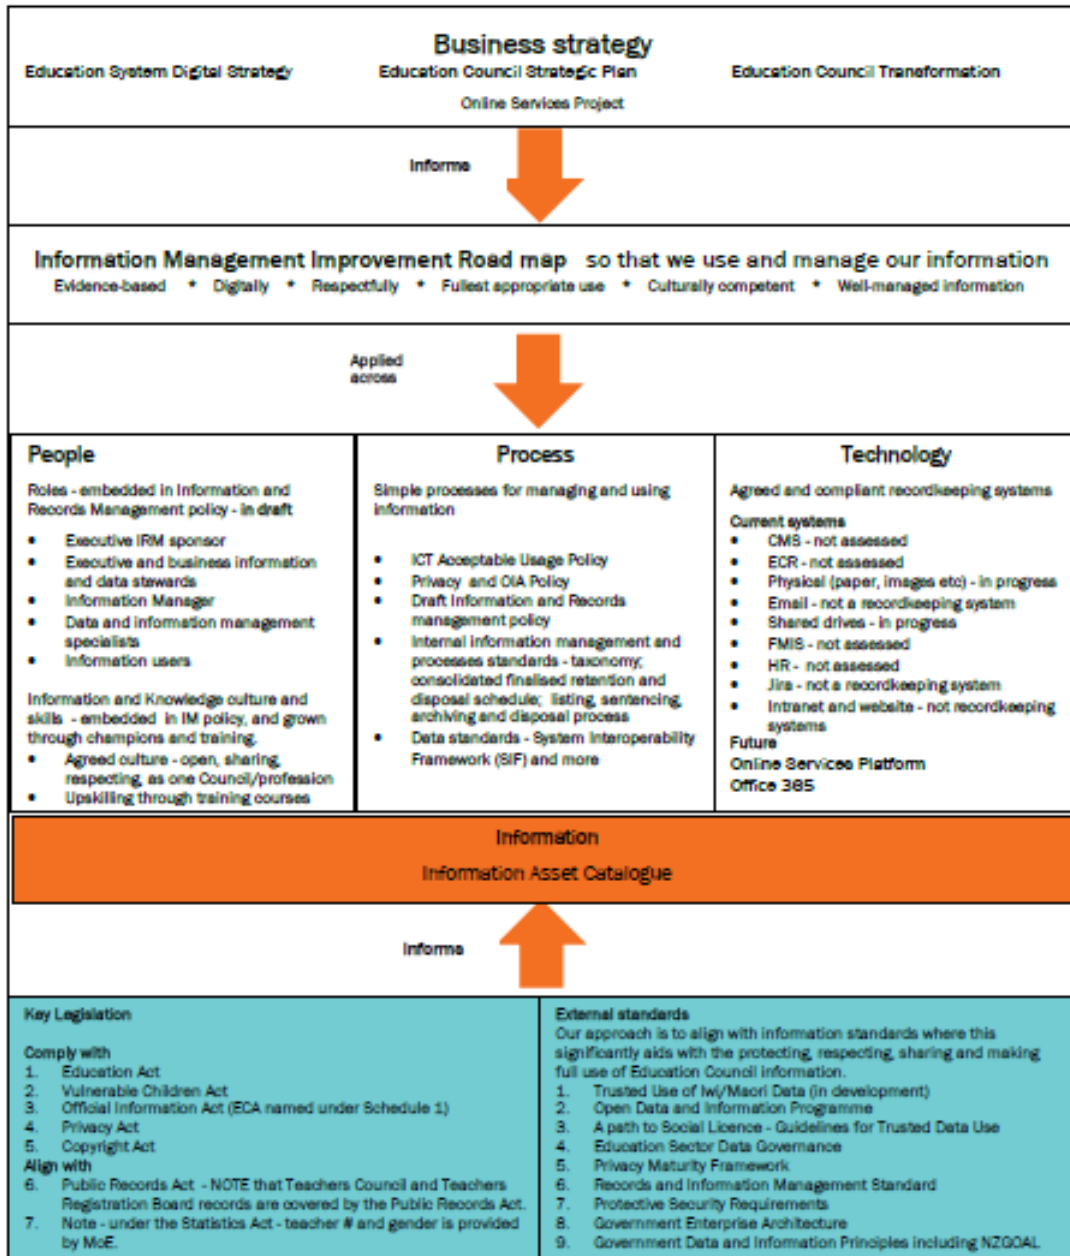 Business strategy
Education System Digital Strategy
Education Council Strategic Plan
Education Council Transformation
Online Services Project
Informs
Information Management Improvement Road map so that we use and manage our information
Evidence-based * Digitally * Respectfully * Fullest appropriate use * Culturally competent * Well-managed information
Applied
across
People
Roles - embedded in Information and
Records Management policy - in draft
• Executive IRM sponsor
• Executive and business information
and data stewards
• Information Manager
• Data and information management
specialists
• Information users
Information and Knowledge culture and
skills - embedded in IM policy, and grown
through champions and training.
• Agreed culture - open, sharing,
respecting, as one Council/profession
• Upskilling through training courses
Process
Simple processes for managing and using
information
• ICT Acceptable Usage Policy
• Privacy and OIA Policy
• Draft Information and Records
management policy
• Internal information management and
processes standards - taxonomy;
consolidated finalised retention and
disposal schedule; listing, sentencing,
archiving and disposal process
• Data standards - System Interoperability
Framework (SIF) and more
Technology
Agreed and compliant recordkeeping systems
Current systems
• CMS - not assessed
• ECR - not assessed
• Physical (paper, images etc) - in progress
• Email - not a recordkeeping system
• Shared drives - in progress
• FMIS - not assessed
• HR - not assessed
• Jira - not a recordkeeping system
• Intranet and website - not recordkeeping
systems
Future
Online Services Platform
Office 365
Information
Information Asset Catalogue
Informs
Key Legislation
Comply with
1. Education Act
2. Vulnerable Children Act
3. Official Information Act (ECA named under Schedule 1)
4. Privacy Act
5. Copyright Act
Align with
6. Public Records Act - NOTE that Teachers Council and Teachers
Registration Board records are covered by the Public Records Act.
7. Note - under the Statistics Act - teacher # and gender is provided
by MoE.
External standards
Our approach is to align with information standards where this
significantly aids with the protecting, respecting, sharing and making
full use of Education Council information.
1. Trusted Use of Iwi/Maori Data (in development)
2. Open Data and Information Programme
3. A path to Social Licence - Guidelines for Trusted Data Use
4. Education Sector Data Governance
5. Privacy Maturity Framework
6. Records and Information Management Standard
7. Protective Security Requirements
8. Government Enterprise Architecture
9. Government Data and Information Principles including NZGOAL